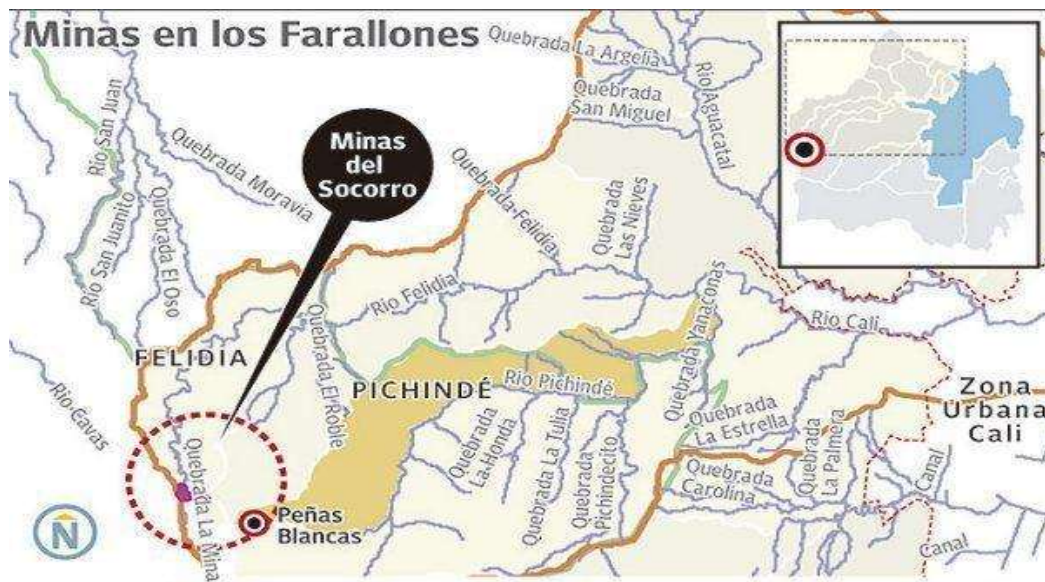 Minas en los Farallones
Quebrada La Argelia
Quebrada
San Miguel
Río Aguacatal
Río San Juan
Quebrada Moravia
Minas
del
Socorro
Río San Juanito
Quebrada El Oso
Quebrada Felidia
Quebrada
Las Nieves
Río Felidia
Quebrada Yanaconas
Río Cali
FELIDIA
Quebrada El Roble
PICHINDÉ
Río Pichindé
Río Cavas
Quebrada
La Honda
Quebrada La Tulia
Quebrada
Pichindecito
Quebrada
La Estrella
Quebrada
La Palmera
Zona
Urbana
Cali
Quebrada La Mina
Peñas
Blancas
Quebrada
Carolina
Canal
Canal
N